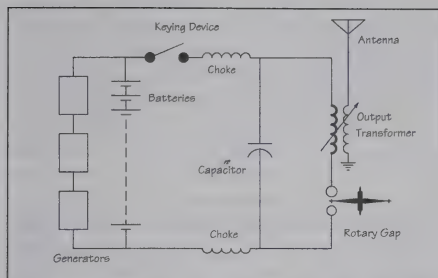 Keying Device
Antenna
Choke
Batteries
Output
Transformer
Capacitor
Choke
Rotary Gap
Generators